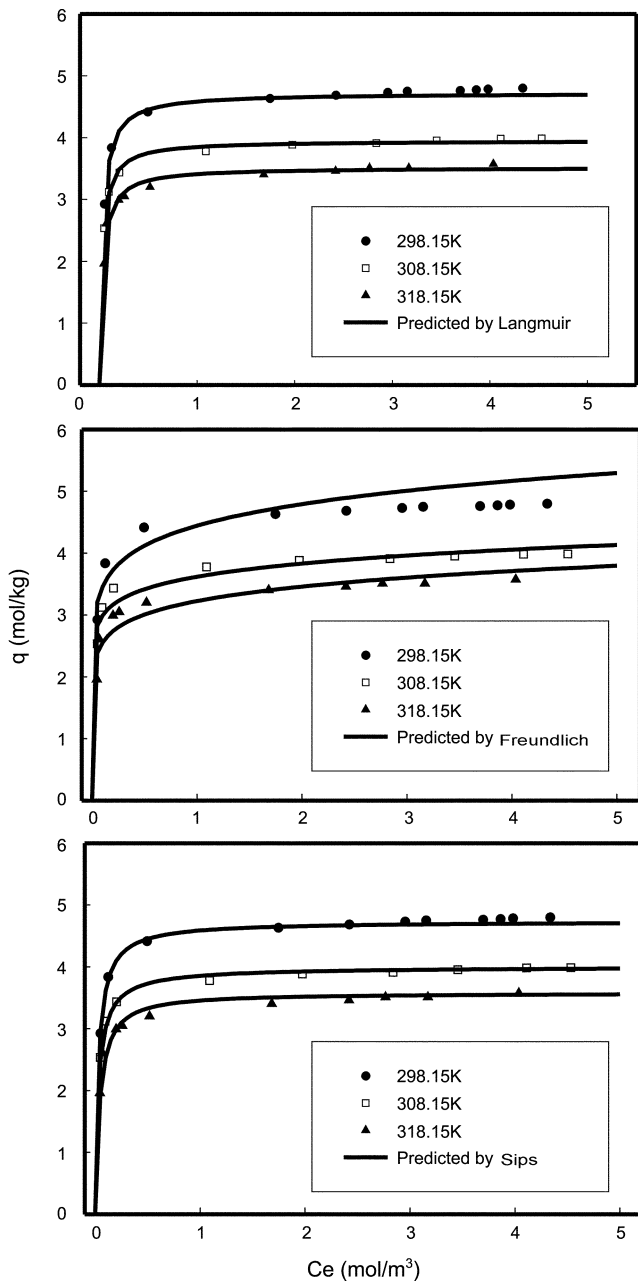 6
5
4
3
2
1
0
298.15K
308.15K
318.15K
Predicted by Langmuir
0 1 2 3 4 5
6
5
4
3
2
1
0
298.15K
308.15K
318.15K
Predicted by Freundlich
0 1 2 3 4 5
q (mol/kg)
6
5
4
3
2
1
0
298.15K
308.15K
318.15K
Predicted by Sips
0 1 2 3 4 5
Ce (mol/m³)